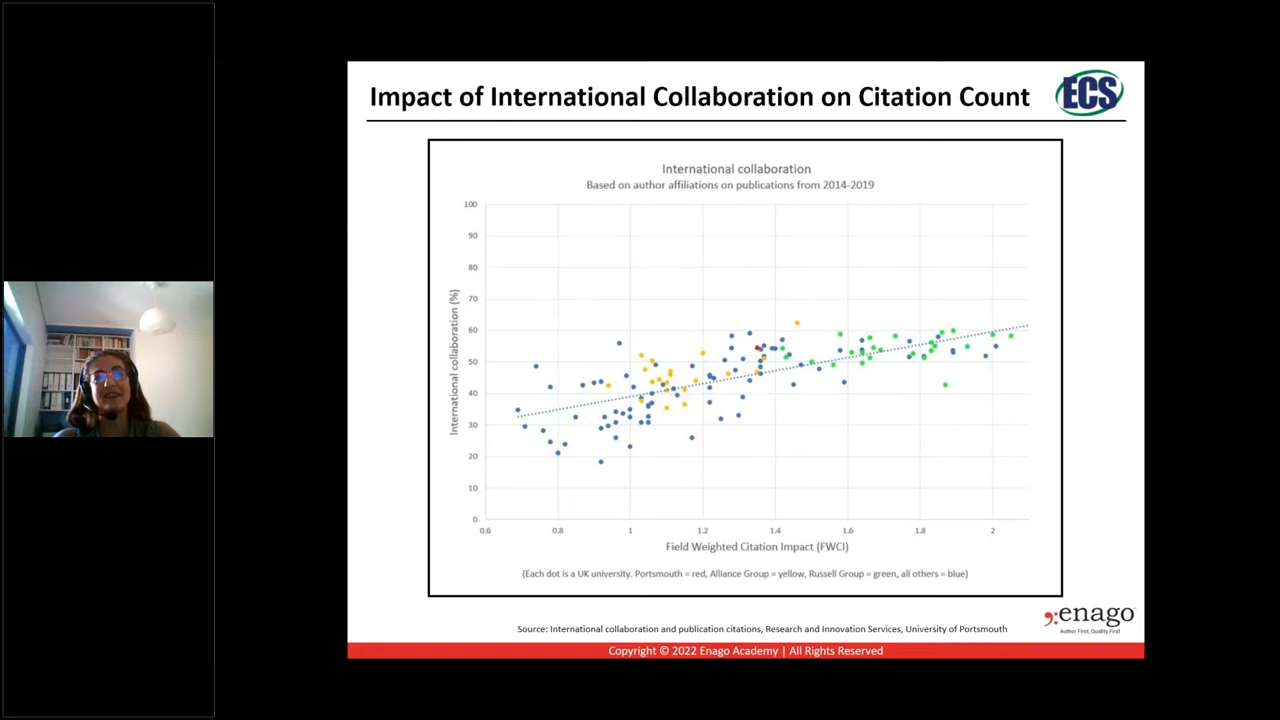 Impact of International Collaboration on Citation Count
ECS
International collaboration
Based on author affiliations on publications from 2014-2019
100
90
80
70
60
50
40
30
20
10
0
International collaboration (%)
0.6 0.8 1 1.2 1.4 1.6 1.8 2
Field Weighted Citation Impact (FWCI)
(Each dot is a UK university. Portsmouth = red, Alliance Group = yellow, Russell Group = green, all others = blue)
Source: International collaboration and publication citations, Research and Innovation Services, University of Portsmouth
enago
Author First, Quality First
Copyright © 2022 Enago Academy | All Rights Reserved